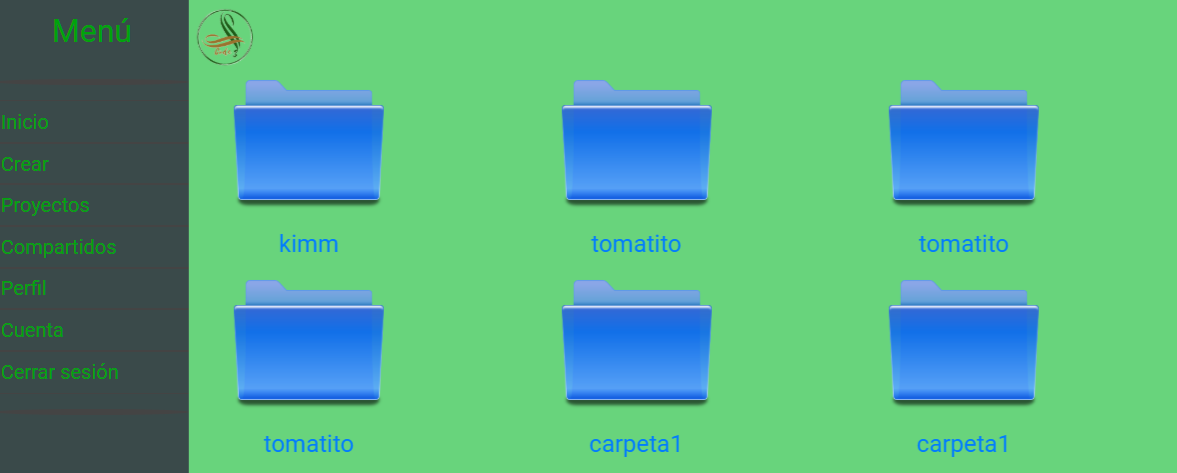 Menú
Inicio
Crear
Proyectos
Compartidos
Perfil
Cuenta
Cerrar sesión
kimm
tomatito
tomatito
tomatito
carpeta1
carpeta1